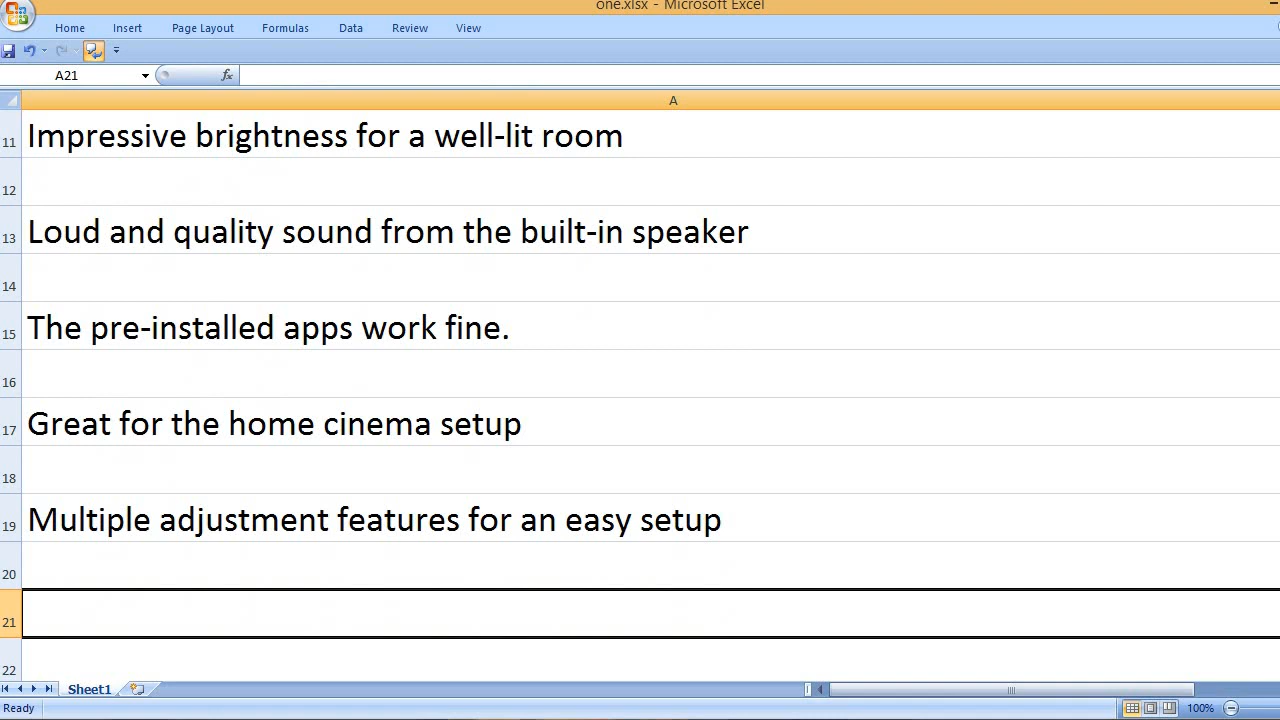 one.xlsx - Microsoft Excel
Home Insert Page Layout Formulas Data Review View
A21 fx
A
11 Impressive brightness for a well-lit room
12
13 Loud and quality sound from the built-in speaker
14
15 The pre-installed apps work fine.
16
17 Great for the home cinema setup
18
19 Multiple adjustment features for an easy setup
20
21
22
Sheet1
Ready 100%